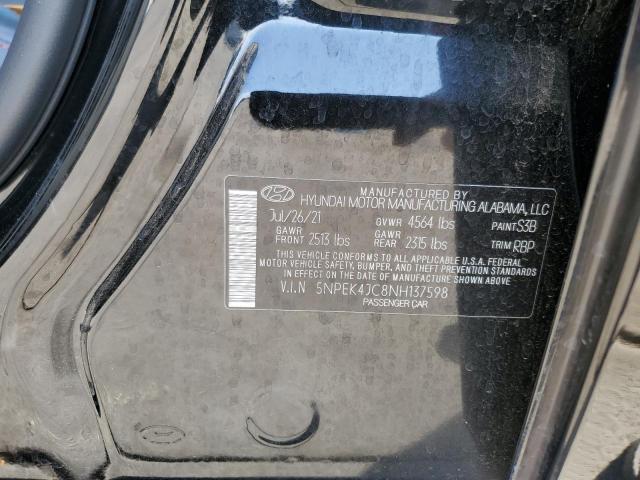 MANUFACTURED BY
HYUNDAI MOTOR MANUFACTURING ALABAMA, LLC
Jul/26/21 GVWR 4564 lbs PAINT S3B
GAWR FRONT 2513 lbs GAWR REAR 2315 lbs TRIM RBP
THIS VEHICLE CONFORMS TO ALL APPLICABLE U.S.A. FEDERAL
MOTOR VEHICLE SAFETY, BUMPER, AND THEFT PREVENTION STANDARDS
IN EFFECT ON THE DATE OF MANUFACTURE SHOWN ABOVE
V.I.N 5NPEK4JC8NH137598
PASSENGER CAR